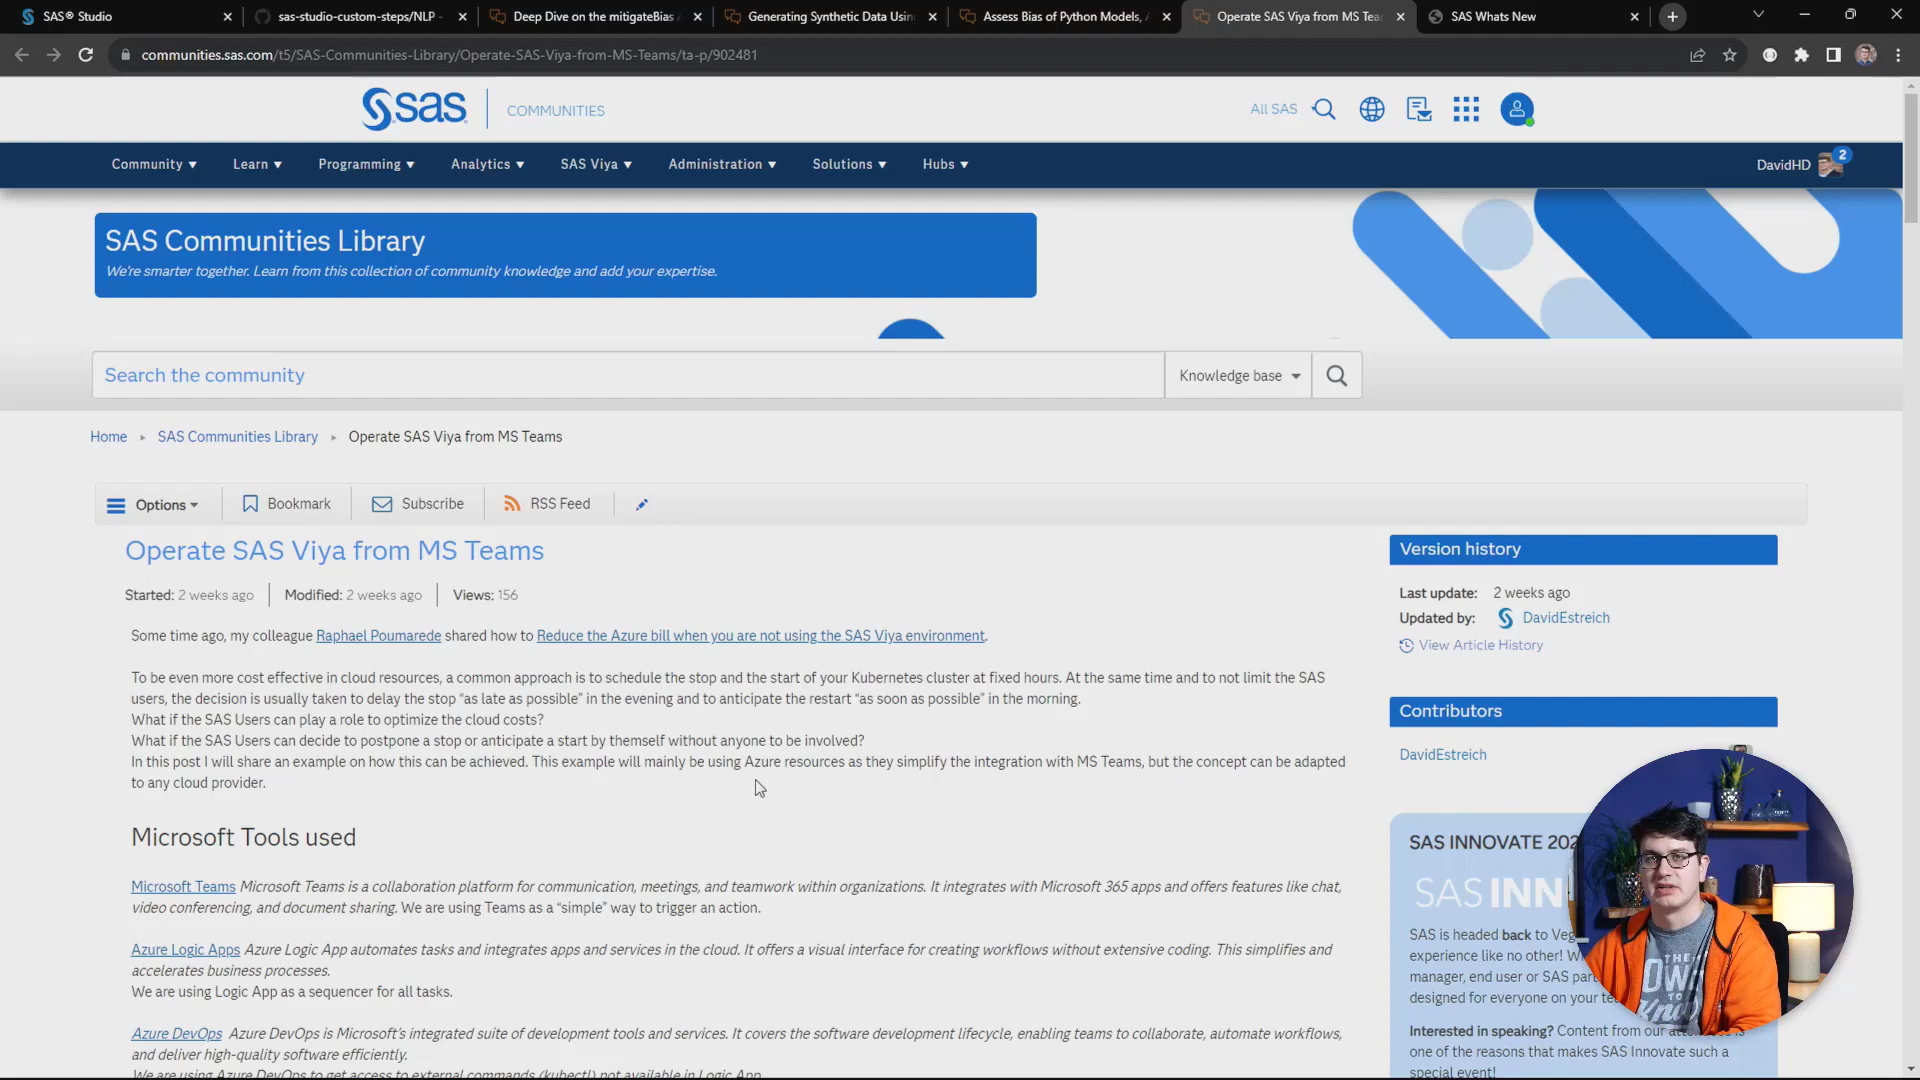 SAS® Studio
sas-studio-custom-steps/NLP -
Deep Dive on the mitigateBias
Generating Synthetic Data Usin
Assess Bias of Python Models,
Operate SAS Viya from MS Tea
SAS Whats New
communities.sas.com/t5/SAS-Communities-Library/Operate-SAS-Viya-from-MS-Teams/ta-p/902481
sas
COMMUNITIES
All SAS
Community
Learn
Programming
Analytics
SAS Viya
Administration
Solutions
Hubs
DavidHD
2
SAS Communities Library
We're smarter together. Learn from this collection of community knowledge and add your expertise.
Search the community
Knowledge base
Home
SAS Communities Library
Operate SAS Viya from MS Teams
Options
Bookmark
Subscribe
RSS Feed
Operate SAS Viya from MS Teams
Started: 2 weeks ago
Modified: 2 weeks ago
Views: 156
Some time ago, my colleague Raphael Poumarede shared how to Reduce the Azure bill when you are not using the SAS Viya environment.
To be even more cost effective in cloud resources, a common approach is to schedule the stop and the start of your Kubernetes cluster at fixed hours. At the same time and to not limit the SAS
users, the decision is usually taken to delay the stop “as late as possible” in the evening and to anticipate the restart “as soon as possible” in the morning.
What if the SAS Users can play a role to optimize the cloud costs?
What if the SAS Users can decide to postpone a stop or anticipate a start by themself without anyone to be involved?
In this post I will share an example on how this can be achieved. This example will mainly be using Azure resources as they simplify the integration with MS Teams, but the concept can be adapted
to any cloud provider.
Microsoft Tools used
Microsoft Teams Microsoft Teams is a collaboration platform for communication, meetings, and teamwork within organizations. It integrates with Microsoft 365 apps and offers features like chat,
video conferencing, and document sharing. We are using Teams as a “simple” way to trigger an action.
Azure Logic Apps Azure Logic App automates tasks and integrates apps and services in the cloud. It offers a visual interface for creating workflows without extensive coding. This simplifies and
accelerates business processes.
We are using Logic App as a sequencer for all tasks.
Azure DevOps Azure DevOps is Microsoft's integrated suite of development tools and services. It covers the software development lifecycle, enabling teams to collaborate, automate workflows,
and deliver high-quality software efficiently.
We are using Azure DevOps to get access to external commands (kubectl) not available in Logic App
Version history
Last update: 2 weeks ago
Updated by: DavidEstreich
View Article History
Contributors
DavidEstreich
SAS INNOVATE 202
SAS INN
SAS is headed back to Veg
experience like no other! W
manager, end user or SAS part
designed for everyone on your te
Interested in speaking? Content from our
one of the reasons that makes SAS Innovate such a
special event!
THE